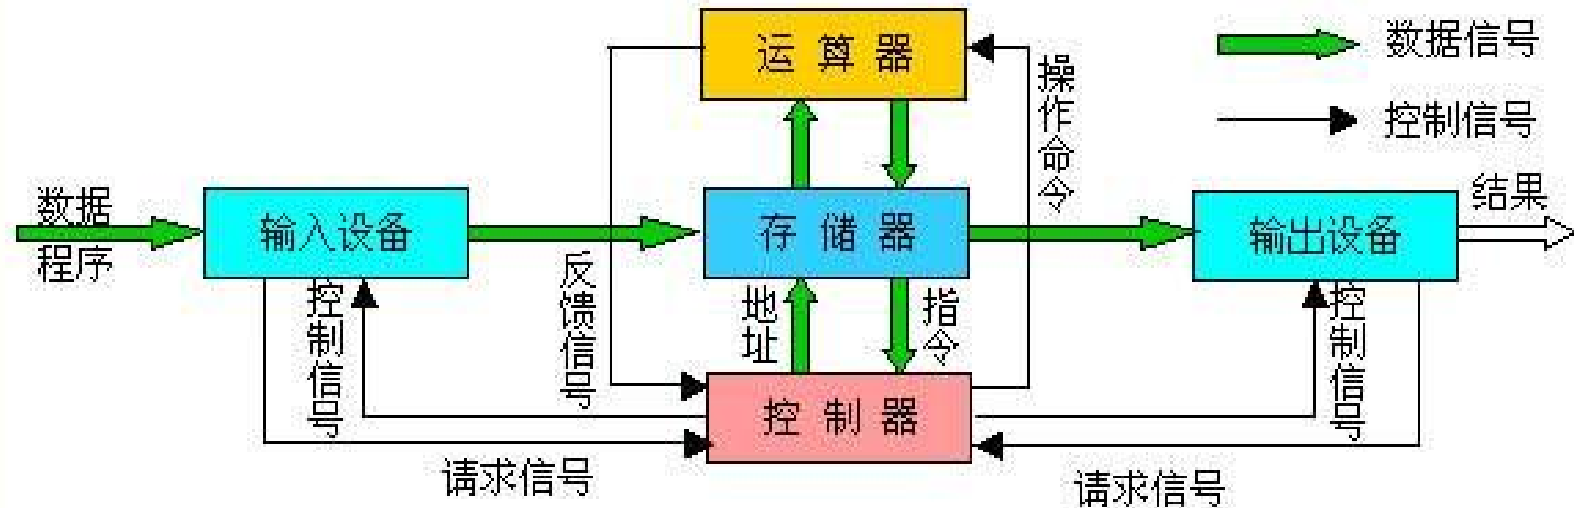 运算器
数据信号
控制信号
操作命令
数据
程序
输入设备
存储器
输出设备
结果
反馈信号
控制信号
地址
指令
控制信号
控制器
请求信号
请求信号